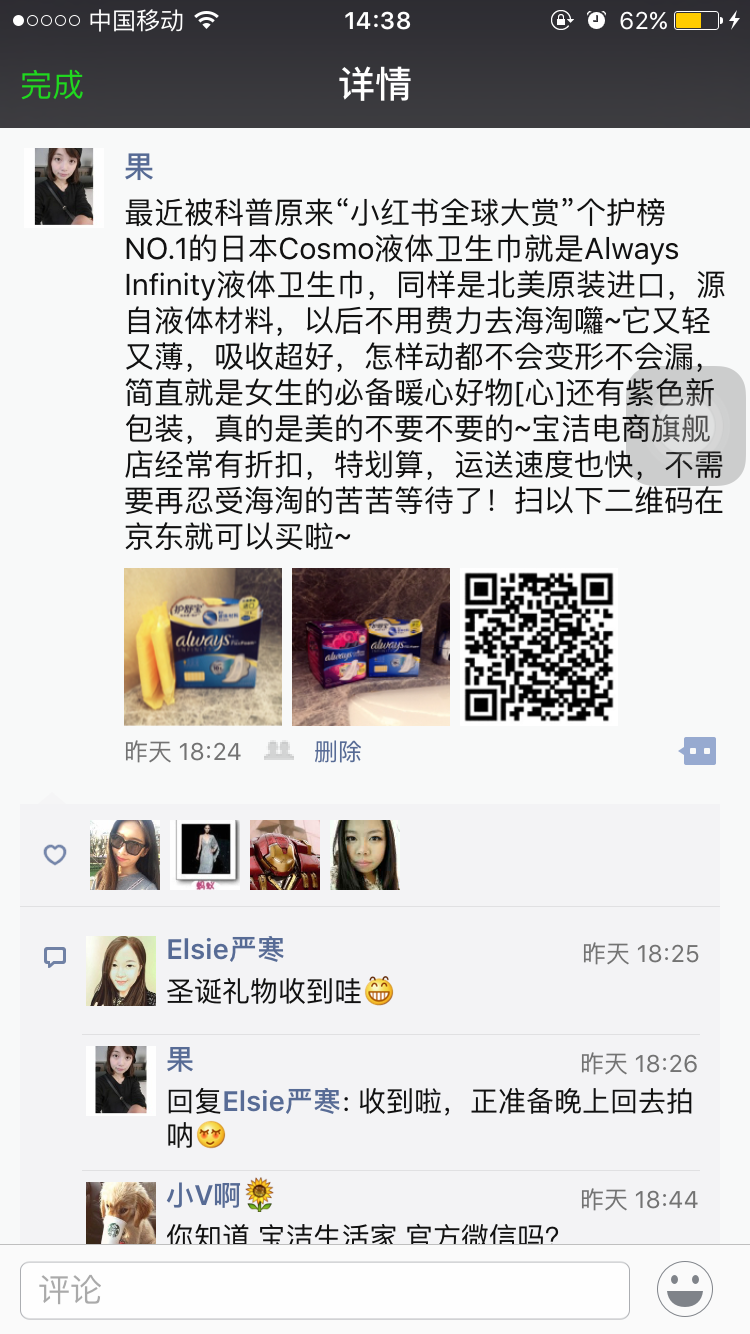 中国移动
14:38
62%
完成
详情
果
最近被科普原来“小红书全球大赏”个护榜
NO.1的日本Cosmo液体卫生巾就是Always
Infinity液体卫生巾，同样是北美原装进口，源
自液体材料，以后不用费力去海淘囖~它又轻
又薄，吸收超好，怎样动都不会变形不会漏，
简直就是女生的必备暖心好物[心]还有紫色新
包装，真的是美的不要不要的~宝洁电商旗舰
店经常有折扣，特划算，运送速度也快，不需
要再忍受海淘的苦苦等待了！扫以下二维码在
京东就可以买啦~
护舒宝
always
INFINITY
always
always
昨天 18:24
删除
Elsie严寒
昨天 18:25
圣诞礼物收到哇😁
果
昨天 18:26
回复Elsie严寒: 收到啦，正准备晚上回去拍
呐😍
小V啊🌻
昨天 18:44
你知道 宝洁生活家 官方微信吗?
评论